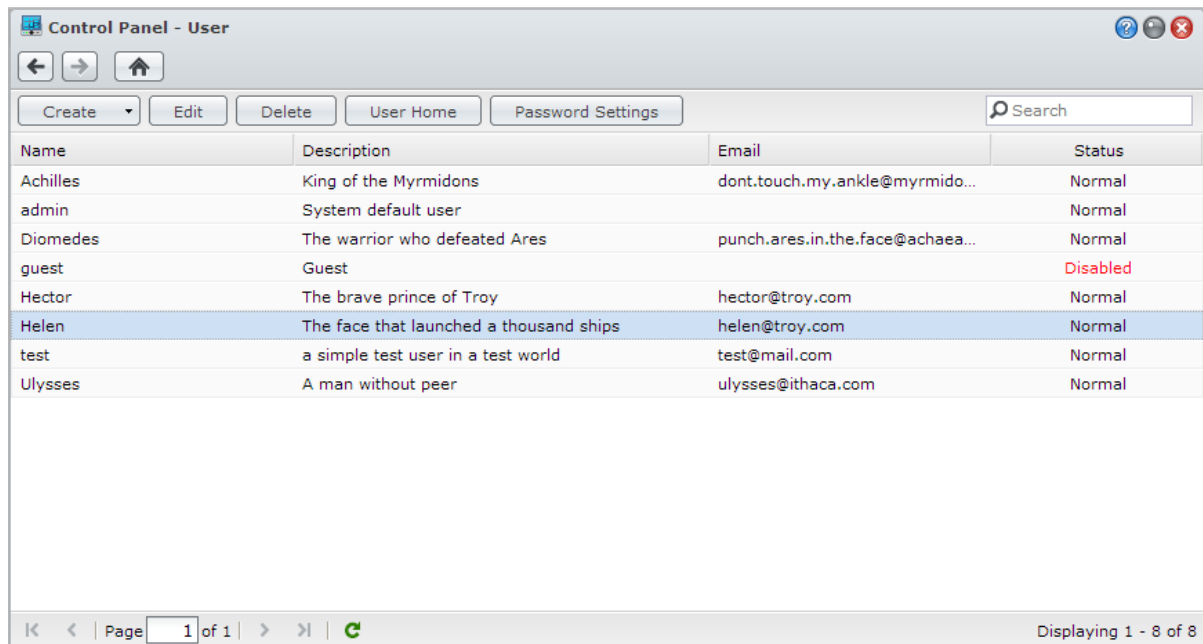 Control Panel - User
Create Edit Delete User Home Password Settings Search
Name Description Email Status
Achilles King of the Myrmidons dont.touch.my.ankle@myrmido... Normal
admin System default user Normal
Diomedes The warrior who defeated Ares punch.ares.in.the.face@achaea... Normal
guest Guest Disabled
Hector The brave prince of Troy hector@troy.com Normal
Helen The face that launched a thousand ships helen@troy.com Normal
test a simple test user in a test world test@mail.com Normal
Ulysses A man without peer ulysses@ithaca.com Normal
Page 1 of 1 Displaying 1 - 8 of 8